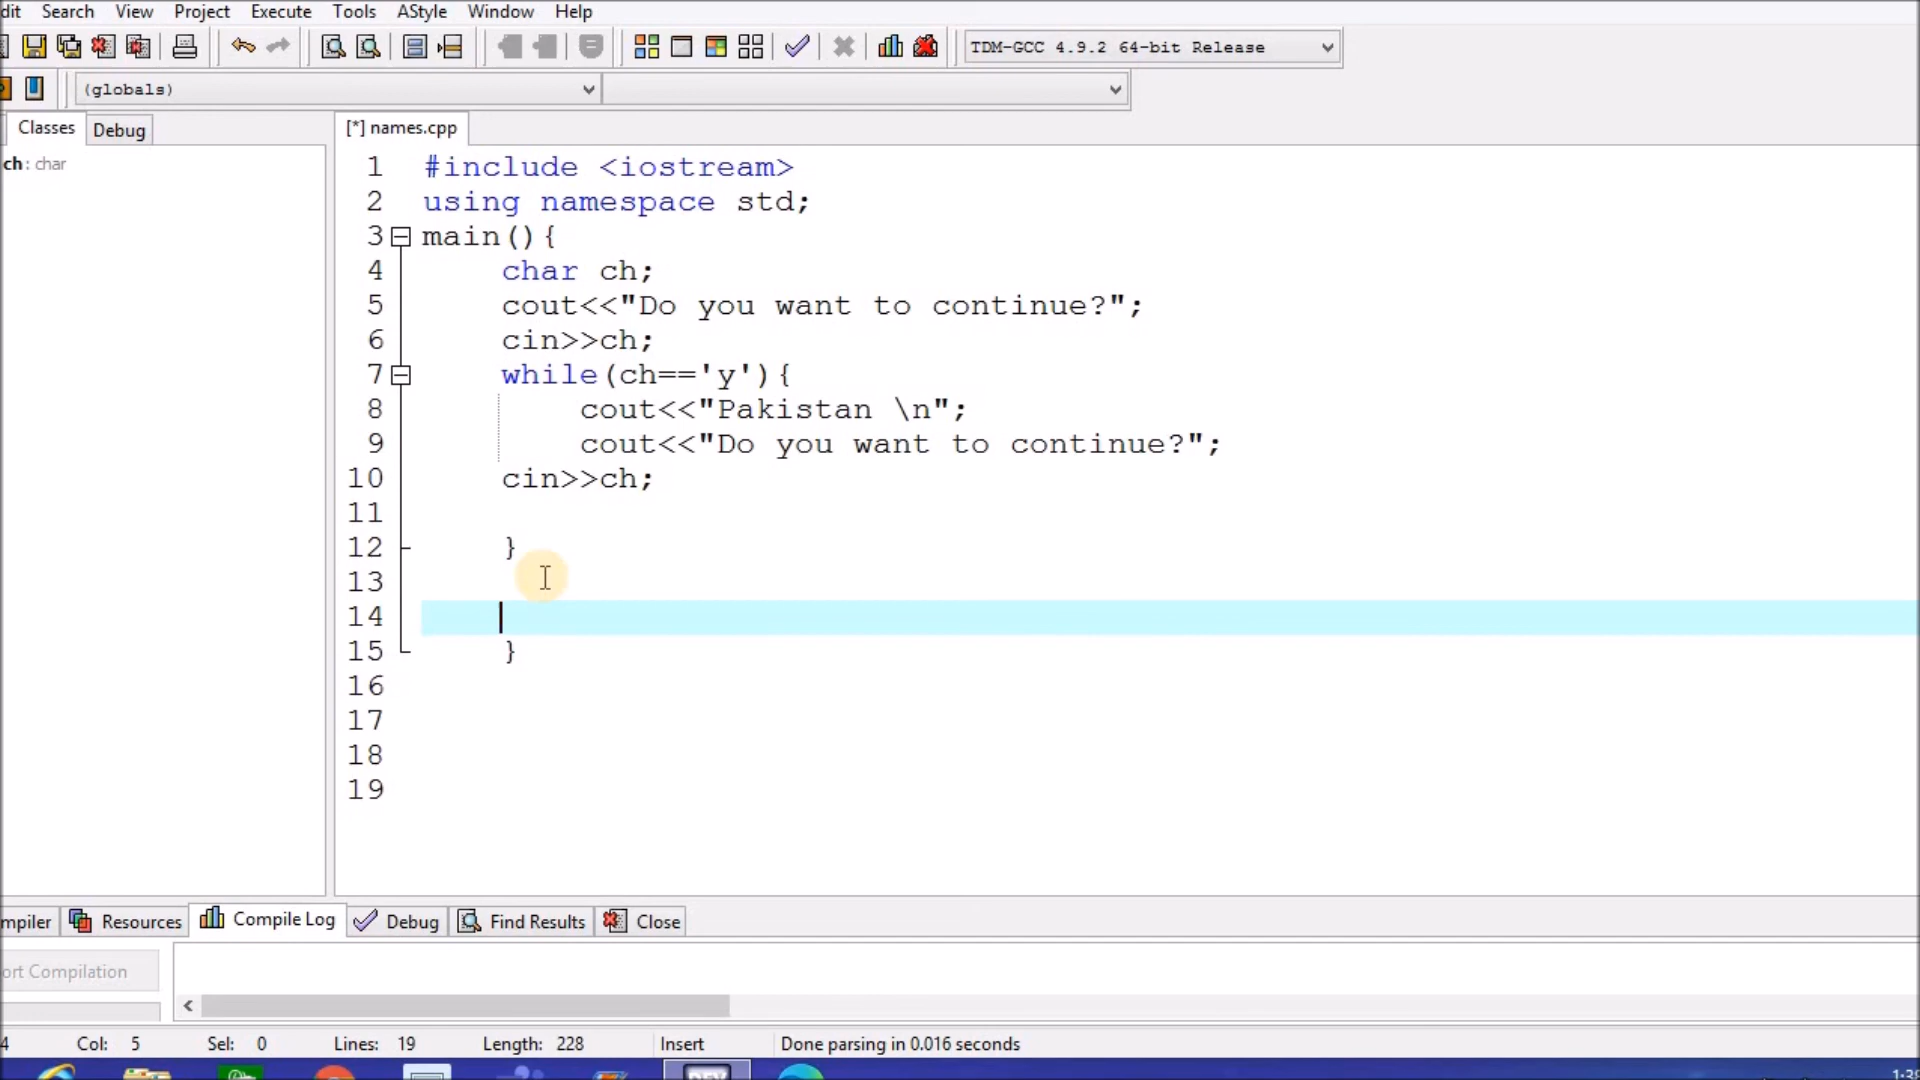 dit Search View Project Execute Tools AStyle Window Help
TDM-GCC 4.9.2 64-bit Release
(globals)
Classes Debug [*] names.cpp
ch: char
1 #include <iostream>
2 using namespace std;
3 main(){
4 char ch;
5 cout<<"Do you want to continue?";
6 cin>>ch;
7 while(ch=='y'){
8 cout<<"Pakistan \n";
9 cout<<"Do you want to continue?";
10 cin>>ch;
11
12 }
13
14
15 }
16
17
18
19
mpiler Resources Compile Log Debug Find Results Close
ort Compilation
4 Col: 5 Sel: 0 Lines: 19 Length: 228 Insert Done parsing in 0.016 seconds
DEV